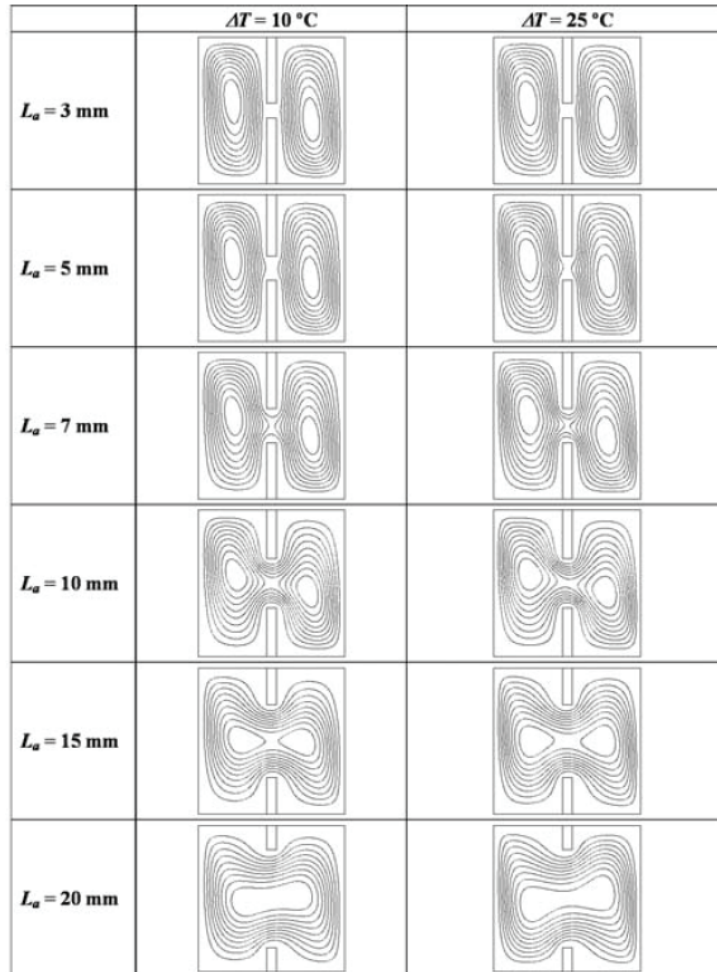 ΔT = 10 °C ΔT = 25 °C
Lₐ = 3 mm
Lₐ = 5 mm
Lₐ = 7 mm
Lₐ = 10 mm
Lₐ = 15 mm
Lₐ = 20 mm